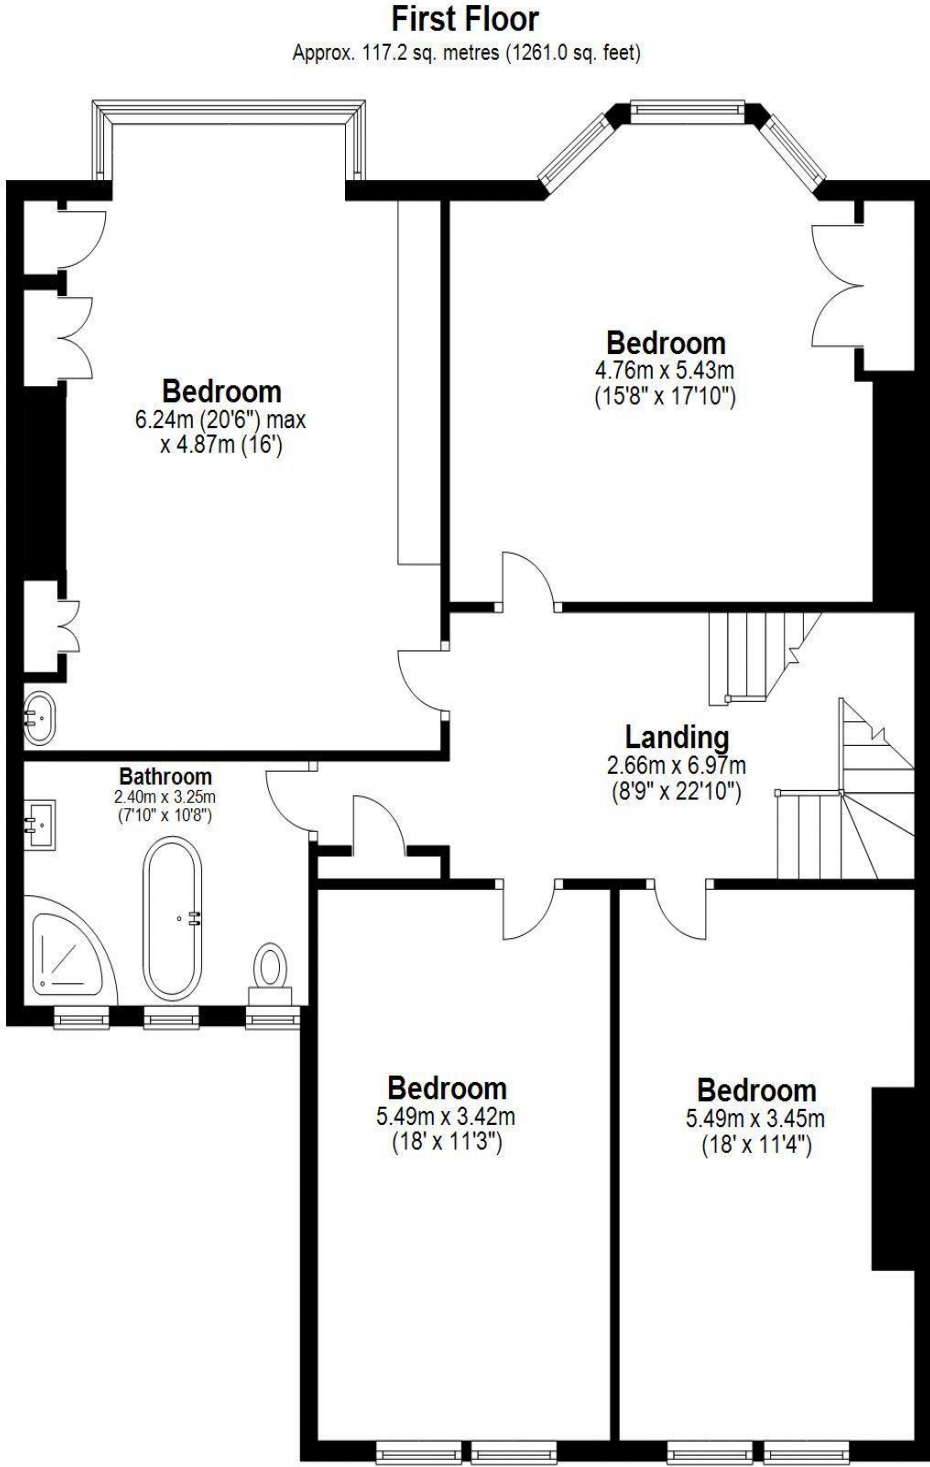 First Floor
Approx. 117.2 sq. metres (1261.0 sq. feet)
Bedroom
6.24m (20'6") max
x 4.87m (16')
Bedroom
4.76m x 5.43m
(15'8" x 17'10")
Landing
2.66m x 6.97m
(8'9" x 22'10")
Bathroom
2.40m x 3.25m
(7'10" x 10'8")
Bedroom
5.49m x 3.42m
(18' x 11'3")
Bedroom
5.49m x 3.45m
(18' x 11'4")